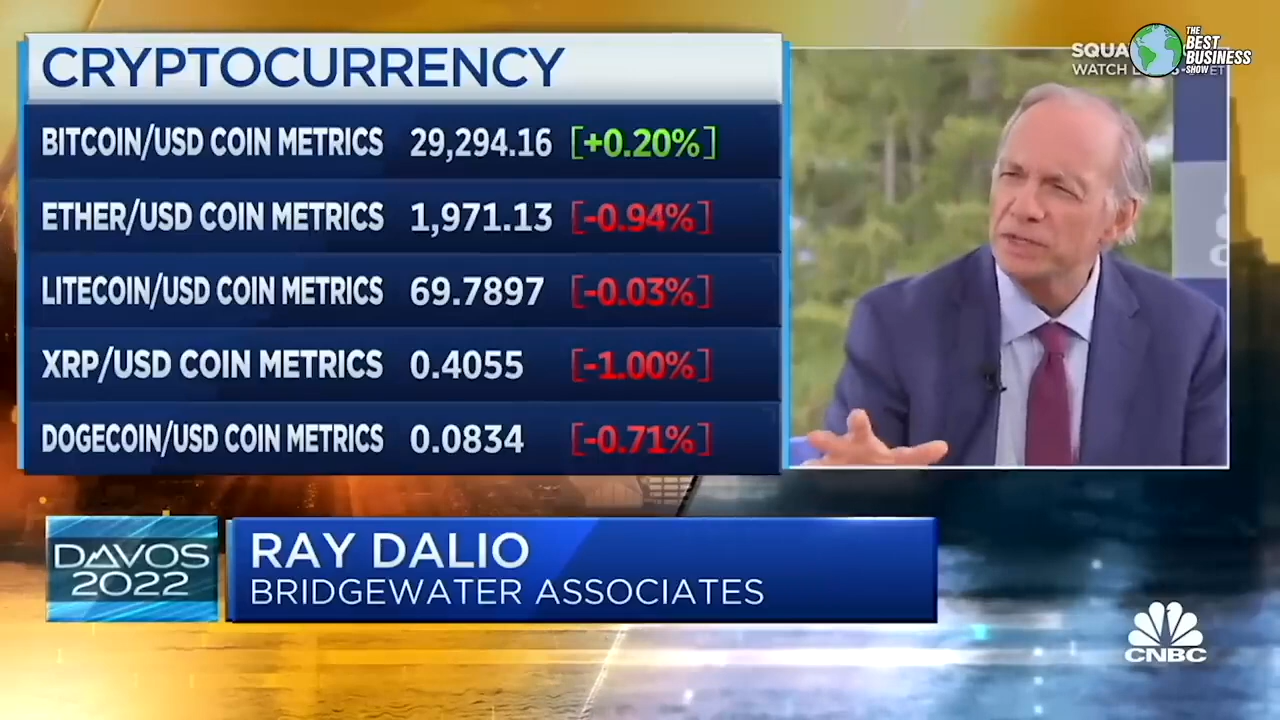 CRYPTOCURRENCY
BITCOIN/USD COIN METRICS 29,294.16 [+0.20%]
ETHER/USD COIN METRICS 1,971.13 [-0.94%]
LITECOIN/USD COIN METRICS 69.7897 [-0.03%]
XRP/USD COIN METRICS 0.4055 [-1.00%]
DOGECOIN/USD COIN METRICS 0.0834 [-0.71%]
THE
BEST
BUSINESS
SHOW
WATCH
ET
DAVOS
2022
RAY DALIO
BRIDGEWATER ASSOCIATES
CNBC